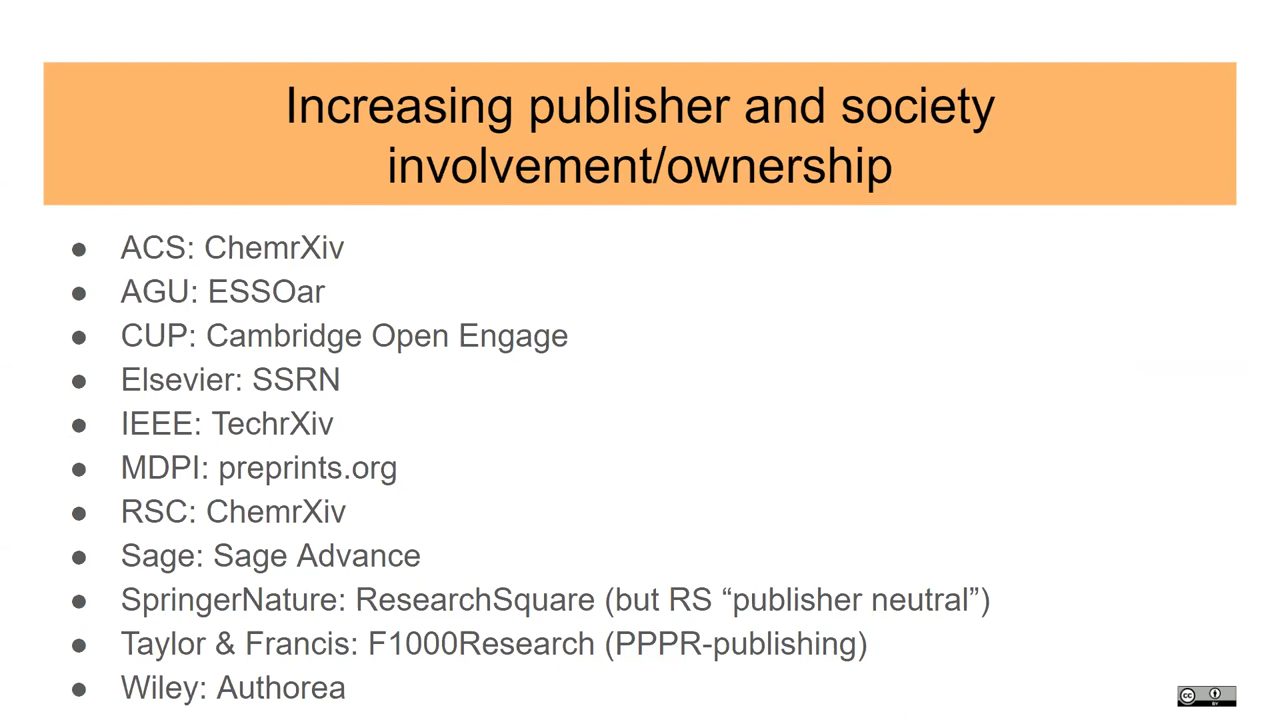 Increasing publisher and society
involvement/ownership
● ACS: ChemrXiv
● AGU: ESSOar
● CUP: Cambridge Open Engage
● Elsevier: SSRN
● IEEE: TechrXiv
● MDPI: preprints.org
● RSC: ChemrXiv
● Sage: Sage Advance
● SpringerNature: ResearchSquare (but RS “publisher neutral”)
● Taylor & Francis: F1000Research (PPPR-publishing)
● Wiley: Authorea
cc
BY